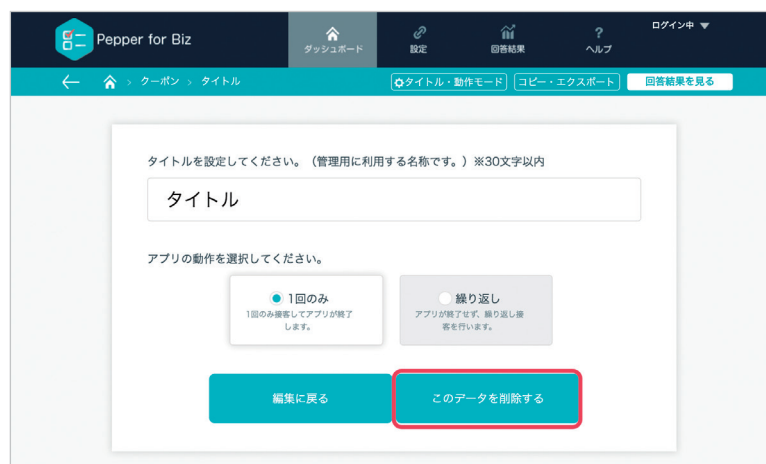 Pepper for Biz
ダッシュボード
設定
回答結果
?
ヘルプ
ログイン中 ▼
← > クーポン > タイトル
タイトル・動作モード
コピー・エクスポート
回答結果を見る
タイトルを設定してください。（管理用に利用する名称です。）※30文字以内
タイトル
アプリの動作を選択してください。
1回のみ
1回のみ接客してアプリが終了
します。
繰り返し
アプリが終了せず、繰り返し接
客を行います。
編集に戻る
このデータを削除する